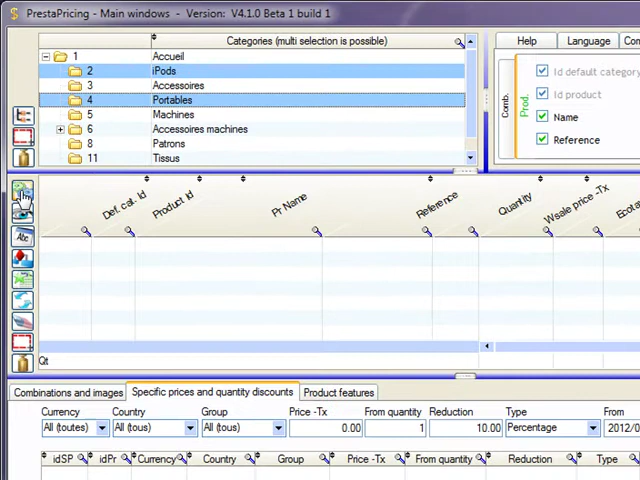 PrestaPricing - Main windows - Version: V4.1.0 Beta 1 build 1
Categories (multi selection is possible)
1 Accueil
2 iPods
3 Accessoires
4 Portables
5 Machines
6 Accessoires machines
8 Patrons
11 Tissus
Help Language Con
Comb. Prod.
Id default category
Id product
Name
Reference
Def. cat. Id Product Id Pr Name Reference Quantity Wsale price -Tx Ecota
Abc
Qt
Combinations and images Specific prices and quantity discounts Product features
Currency Country Group Price -Tx From quantity Reduction Type From
All (toutes) All (tous) All (tous) 0.00 1 10.00 Percentage 2012/0
idSP idPr Currency Country Group Price -Tx From quantity Reduction Type